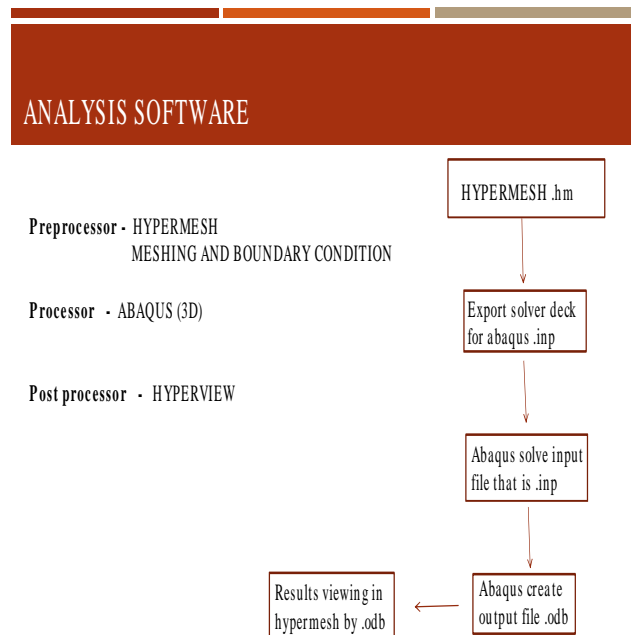 ANALYSIS SOFTWARE
Preprocessor - HYPERMESH
MESHING AND BOUNDARY CONDITION
Processor - ABAQUS (3D)
Post processor - HYPERVIEW
HYPERMESH .hm
Export solver deck
for abaqus .inp
Abaqus solve input
file that is .inp
Abaqus create
output file .odb
Results viewing in
hypermesh by .odb